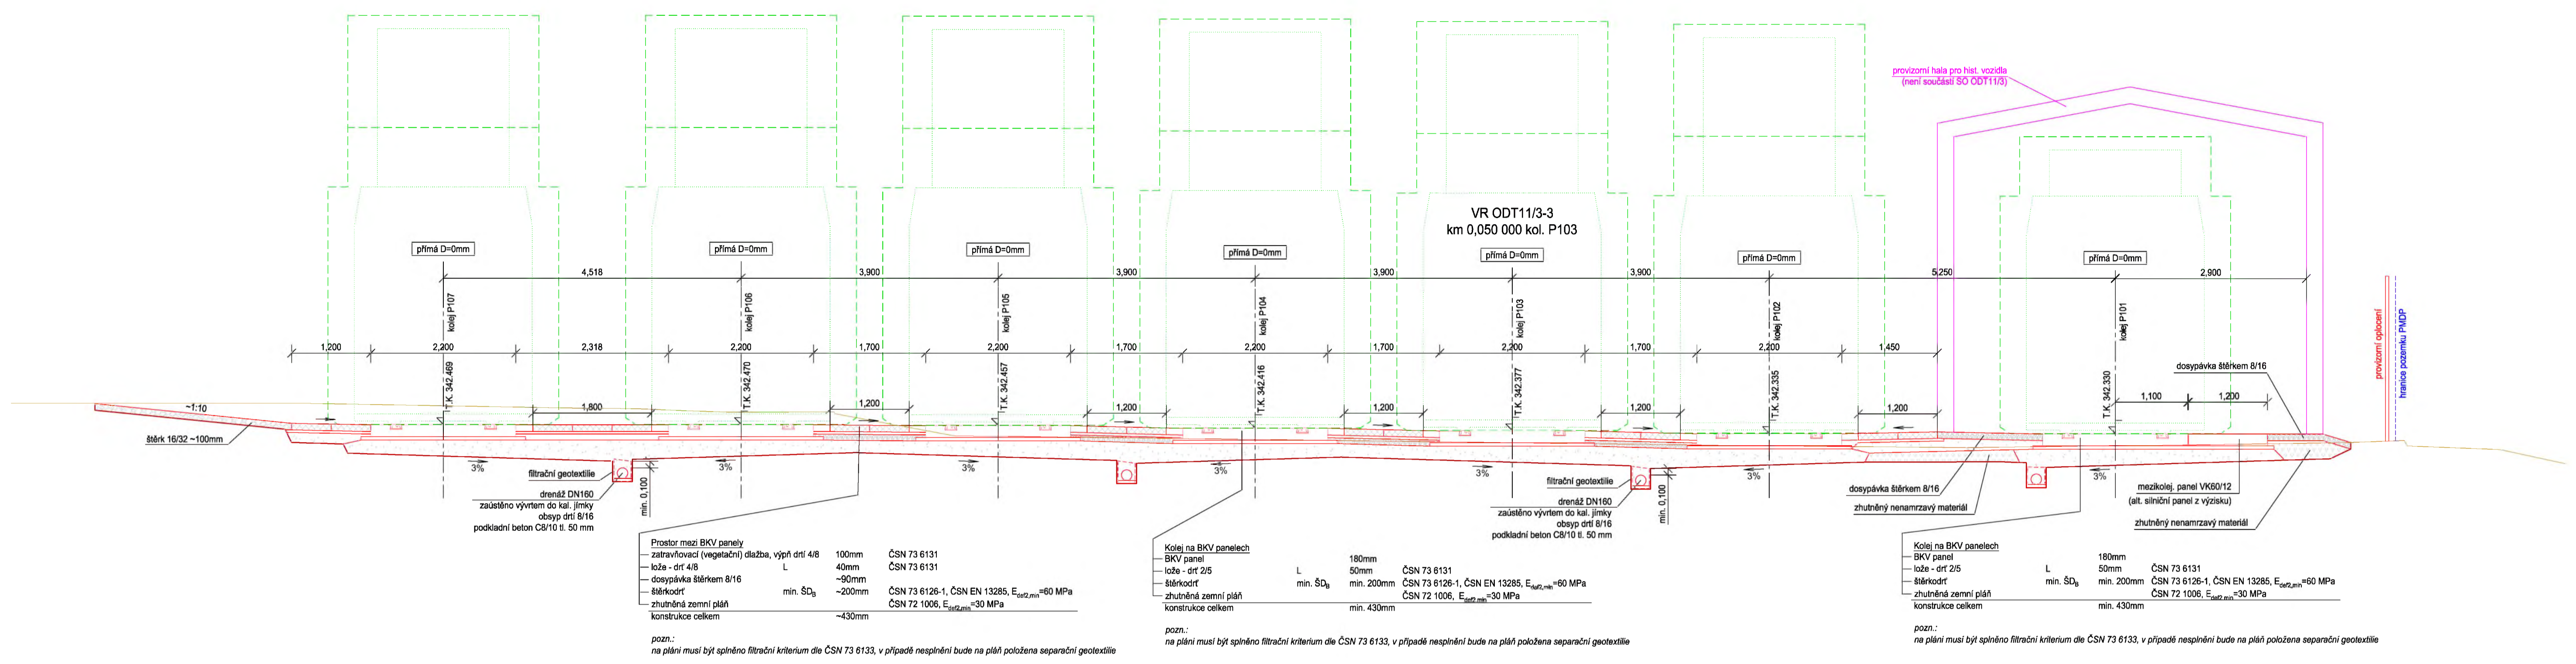 provizorní hala pro hist. vozidla
(není součástí SO ODT11/3)
VR ODT11/3-3
km 0,050 000 kol. P103
přímá D=0mm
přímá D=0mm
přímá D=0mm
přímá D=0mm
přímá D=0mm
přímá D=0mm
přímá D=0mm
4,518
3,900
3,900
3,900
3,900
5,250
2,900
kolej P107
kolej P106
kolej P105
kolej P104
kolej P103
kolej P102
kolej P101
provizorní oplocení
hranice pozemku PMDP
1,200
2,200
2,318
2,200
1,700
2,200
1,700
2,200
1,700
2,200
1,700
2,200
1,450
dosypávka štěrkem 8/16
T.K. 342.469
T.K. 342.470
T.K. 342.457
T.K. 342.416
T.K. 342.377
T.K. 342.335
T.K. 342.330
1,100
1,200
~1:10
1,800
1,200
1,200
1,200
1,200
1,200
štěrk 16/32 ~100mm
3%
3%
3%
3%
3%
3%
3%
filtrační geotextilie
drenáž DN160
zaústěno vývrtem do kal. jímky
obsyp drtí 8/16
podkladní beton C8/10 tl. 50 mm
min. 0,100
filtrační geotextilie
drenáž DN160
zaústěno vývrtem do kal. jímky
obsyp drtí 8/16
podkladní beton C8/10 tl. 50 mm
min. 0,100
dosypávka štěrkem 8/16
zhutněný nenamrzavý materiál
mezikolej. panel VK60/12
(alt. silniční panel z výzisku)
zhutněný nenamrzavý materiál
Prostor mezi BKV panely
zatravňovací (vegetační) dlažba, výpň drtí 4/8 100mm ČSN 73 6131
lože - drť 4/8 L 40mm ČSN 73 6131
dosypávka štěrkem 8/16 ~90mm
štěrkodrť min. ŠDB ~200mm ČSN 73 6126-1, ČSN EN 13285, Edef2,min=60 MPa
zhutněná zemní pláň ČSN 72 1006, Edef2,min=30 MPa
konstrukce celkem ~430mm
pozn.:
na pláni musí být splněno filtrační kriterium dle ČSN 73 6133, v případě nesplnění bude na pláň položena separační geotextilie
Kolej na BKV panelech
BKV panel 180mm
lože - drť 2/5 L 50mm ČSN 73 6131
štěrkodrť min. ŠDB min. 200mm ČSN 73 6126-1, ČSN EN 13285, Edef2,min=60 MPa
zhutněná zemní pláň ČSN 72 1006, Edef2,min=30 MPa
konstrukce celkem min. 430mm
pozn.:
na pláni musí být splněno filtrační kriterium dle ČSN 73 6133, v případě nesplnění bude na pláň položena separační geotextilie
Kolej na BKV panelech
BKV panel 180mm
lože - drť 2/5 L 50mm ČSN 73 6131
štěrkodrť min. ŠDB min. 200mm ČSN 73 6126-1, ČSN EN 13285, Edef2,min=60 MPa
zhutněná zemní pláň ČSN 72 1006, Edef2,min=30 MPa
konstrukce celkem min. 430mm
pozn.:
na pláni musí být splněno filtrační kriterium dle ČSN 73 6133, v případě nesplnění bude na pláň položena separační geotextilie